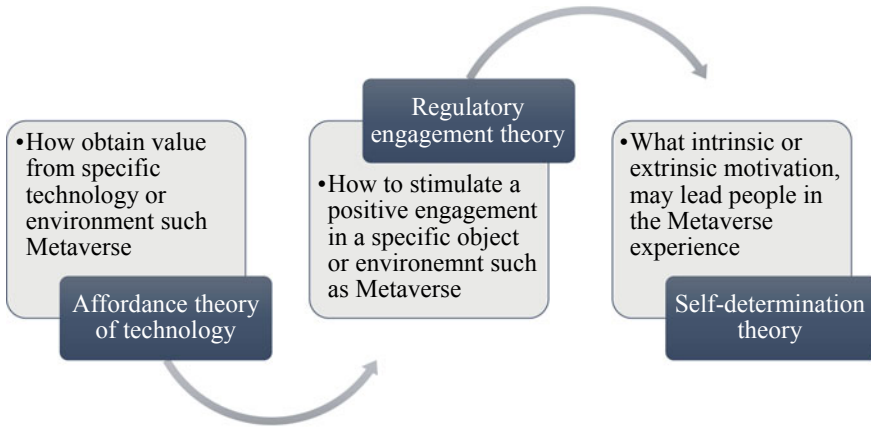 •How obtain value
from specific
technology or
environment such
Metaverse
Affordance theory
of technology
Regulatory
engagement theory
•How to stimulate a
positive engagement
in a specific object
or environemnt such
as Metaverse
•What intrinsic or
extrinsic motivation,
may lead people in
the Metaverse
experience
Self-determination
theory